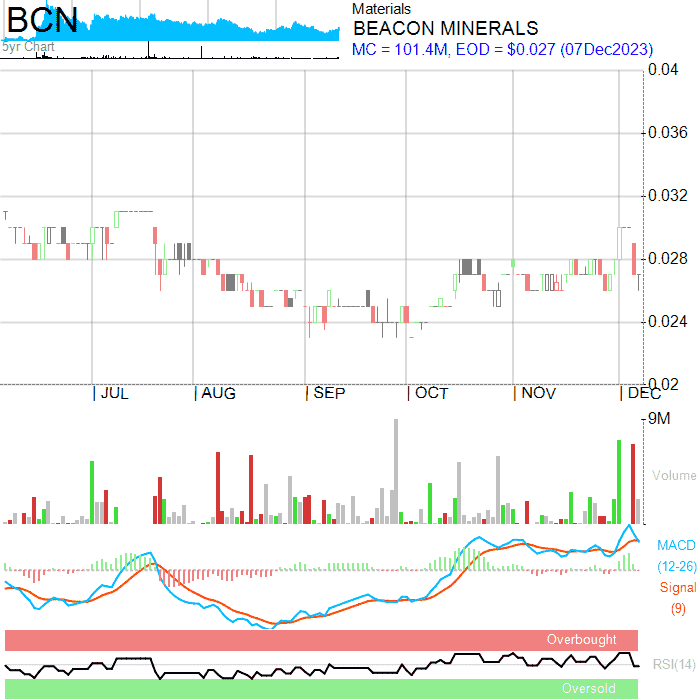 BCN
5yr Chart
Materials
BEACON MINERALS
MC = 101.4M, EOD = $0.027 (07Dec2023)
0.04
0.036
0.032
0.028
0.024
0.02
JUL AUG SEP OCT NOV DEC
9M
Volume
MACD
(12-26)
Signal
(9)
Overbought
RSI(14)
Oversold